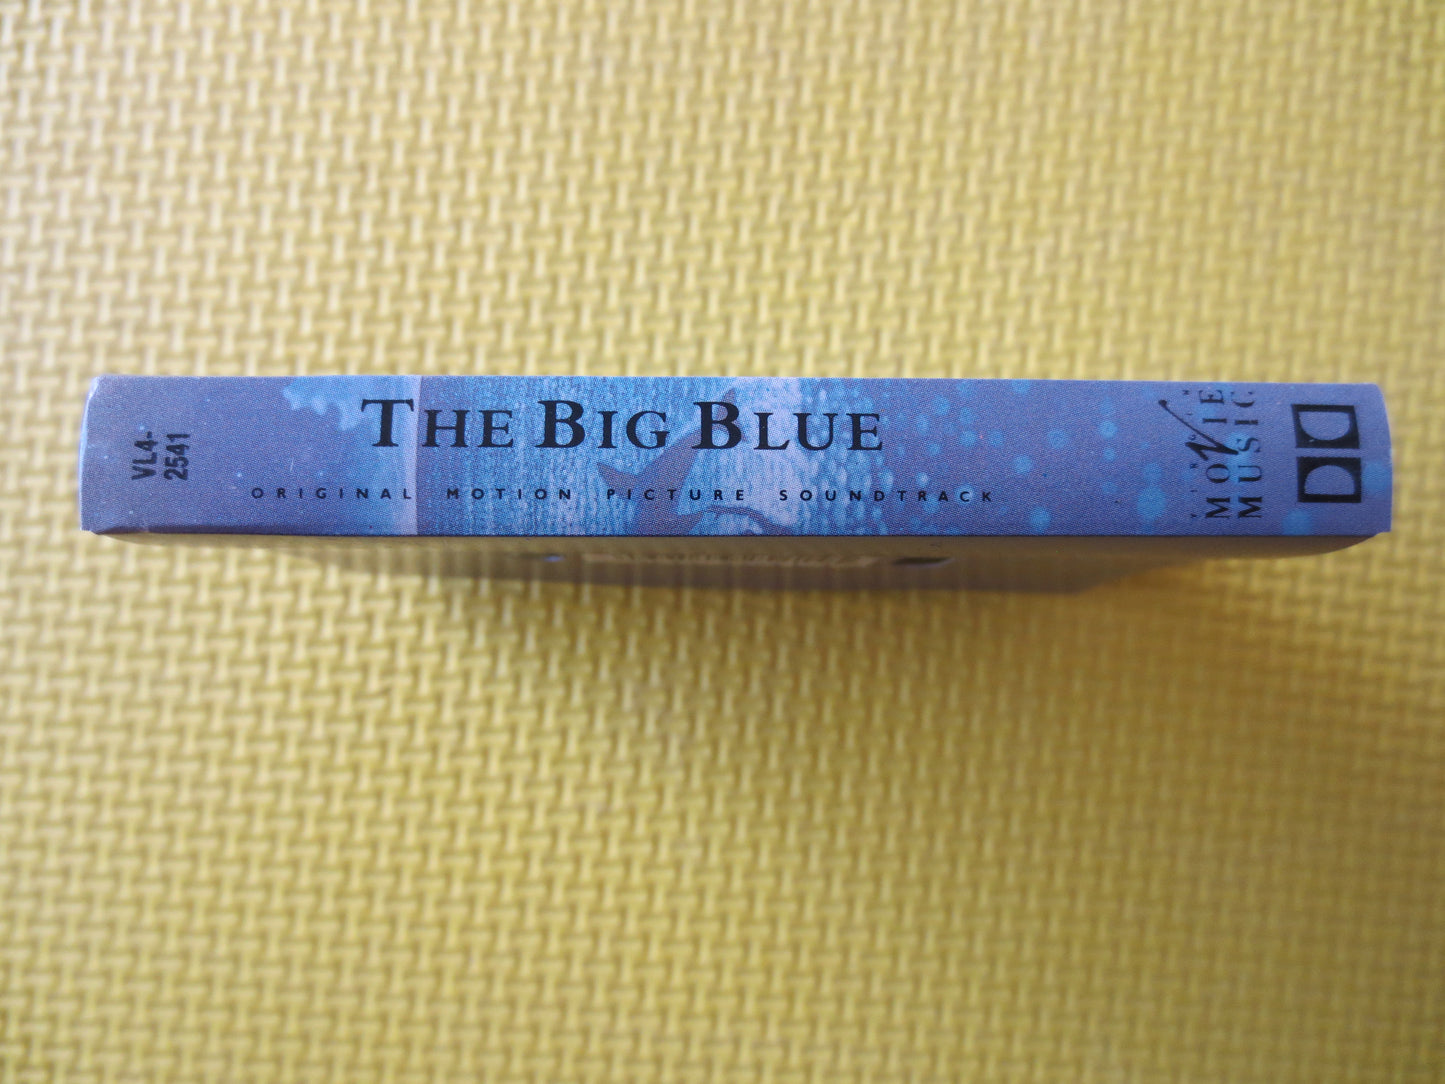 VL4-
2541
THE BIG BLUE
ORIGINAL MOTION PICTURE SOUNDTRACK
MOVIE
MUSIC